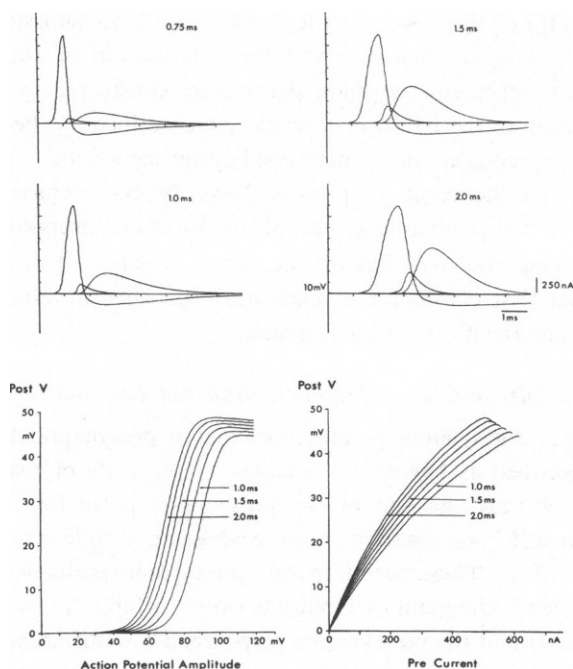 0.75 ms
1.5 ms
1.0 ms
2.0 ms
10mV
250 nA
1ms
Post V
50
mV
40
30
20
10
0
1.0 ms
1.5 ms
2.0 ms
0 20 40 60 80 100 120 mV
Action Potential Amplitude
Post V
50
mV
40
30
20
10
0
1.0 ms
1.5 ms
2.0 ms
0 200 400 600 nA
Pre Current